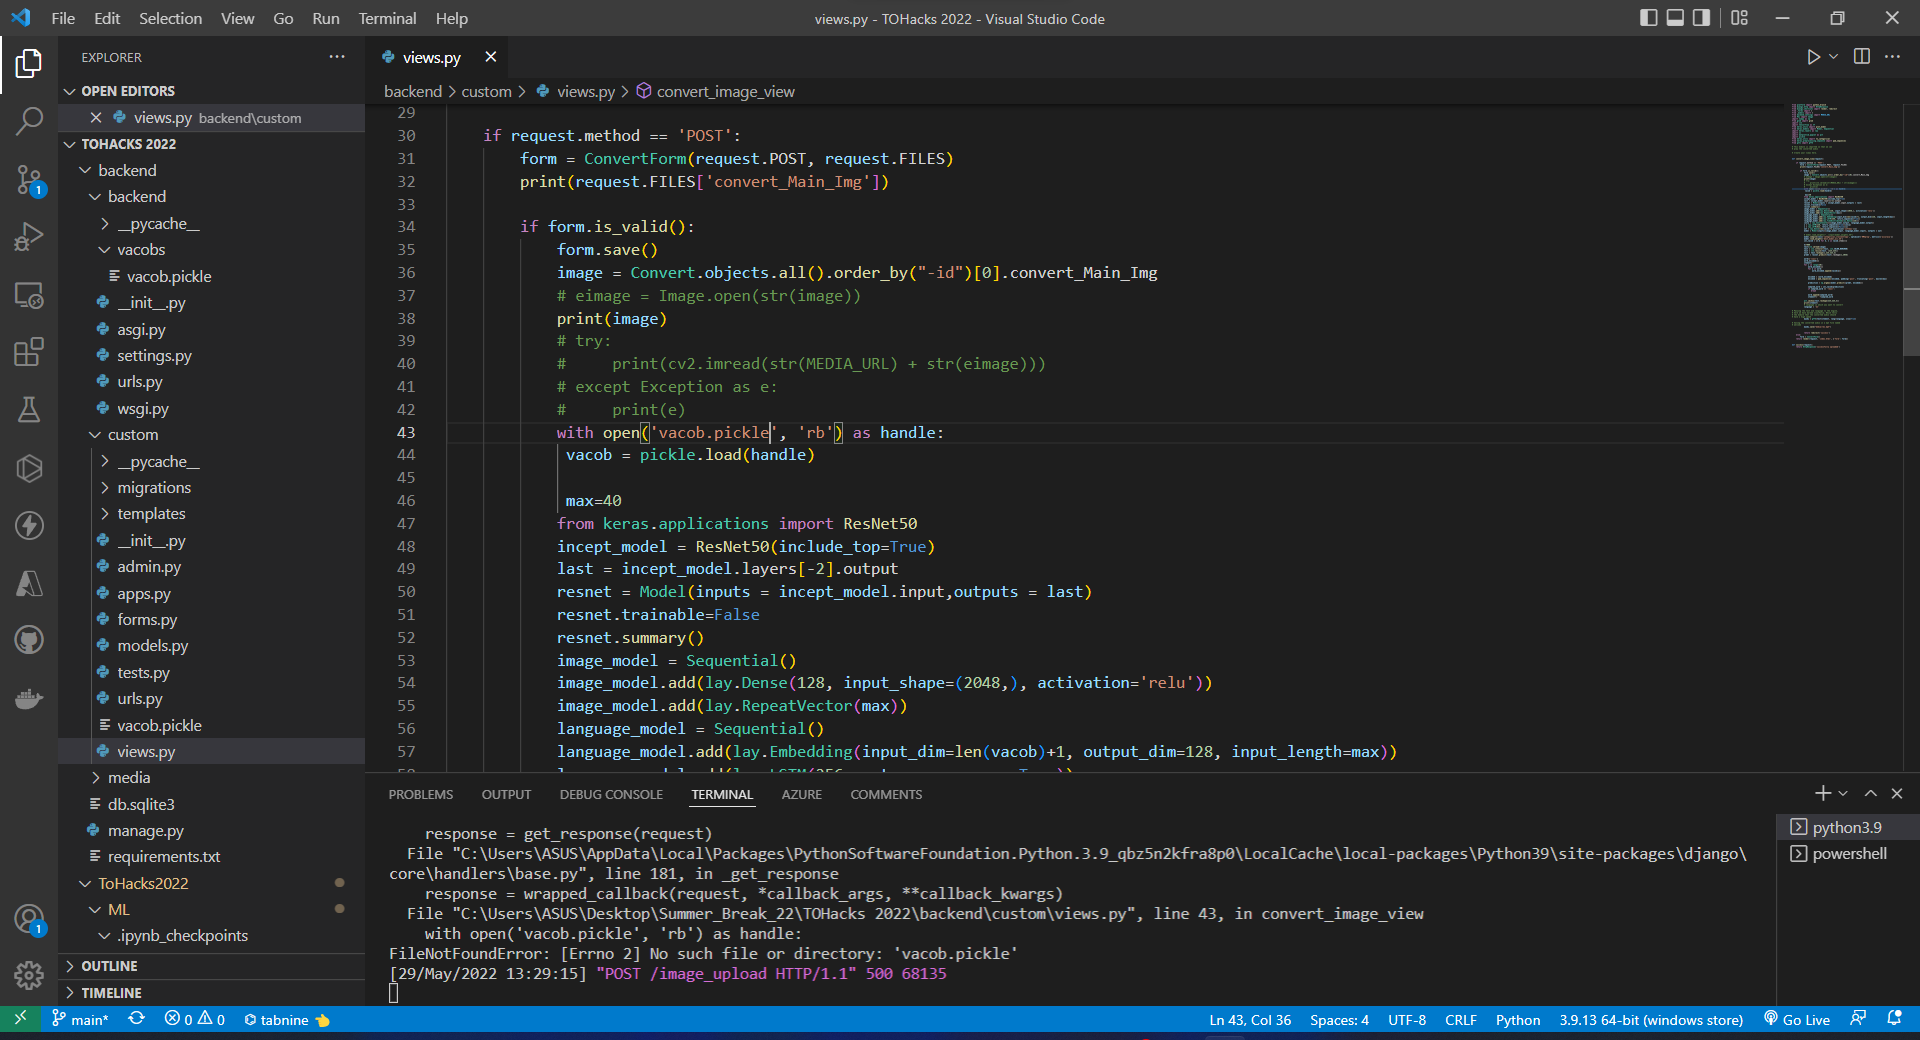 File Edit Selection View Go Run Terminal Help
views.py - TOHacks 2022 - Visual Studio Code
EXPLORER
OPEN EDITORS
views.py backend\custom
TOHACKS 2022
backend
backend
__pycache__
vacobs
vacob.pickle
__init__.py
asgi.py
settings.py
urls.py
wsgi.py
custom
__pycache__
migrations
templates
__init__.py
admin.py
apps.py
forms.py
models.py
tests.py
urls.py
vacob.pickle
views.py
media
db.sqlite3
manage.py
requirements.txt
ToHacks2022
ML
.ipynb_checkpoints
OUTLINE
TIMELINE
1
1
views.py
backend > custom > views.py > convert_image_view
29
30 if request.method == 'POST':
31 form = ConvertForm(request.POST, request.FILES)
32 print(request.FILES['convert_Main_Img'])
33
34 if form.is_valid():
35 form.save()
36 image = Convert.objects.all().order_by("-id")[0].convert_Main_Img
37 # eimage = Image.open(str(image))
38 print(image)
39 # try:
40 #     print(cv2.imread(str(MEDIA_URL) + str(eimage)))
41 # except Exception as e:
42 #     print(e)
43 with open('vacob.pickle', 'rb') as handle:
44 vacob = pickle.load(handle)
45
46 max=40
47 from keras.applications import ResNet50
48 incept_model = ResNet50(include_top=True)
49 last = incept_model.layers[-2].output
50 resnet = Model(inputs = incept_model.input,outputs = last)
51 resnet.trainable=False
52 resnet.summary()
53 image_model = Sequential()
54 image_model.add(lay.Dense(128, input_shape=(2048,), activation='relu'))
55 image_model.add(lay.RepeatVector(max))
56 language_model = Sequential()
57 language_model.add(lay.Embedding(input_dim=len(vacob)+1, output_dim=128, input_length=max))
PROBLEMS OUTPUT DEBUG CONSOLE TERMINAL AZURE COMMENTS
response = get_response(request)
File "C:\Users\ASUS\AppData\Local\Packages\PythonSoftwareFoundation.Python.3.9_qbz5n2kfra8p0\LocalCache\local-packages\Python39\site-packages\django\
core\handlers\base.py", line 181, in _get_response
response = wrapped_callback(request, *callback_args, **callback_kwargs)
File "C:\Users\ASUS\Desktop\Summer_Break_22\TOHacks 2022\backend\custom\views.py", line 43, in convert_image_view
with open('vacob.pickle', 'rb') as handle:
FileNotFoundError: [Errno 2] No such file or directory: 'vacob.pickle'
[29/May/2022 13:29:15] "POST /image_upload HTTP/1.1" 500 68135
python3.9
powershell
main* 0 0 tabnine
Ln 43, Col 36 Spaces: 4 UTF-8 CRLF Python 3.9.13 64-bit (windows store) Go Live